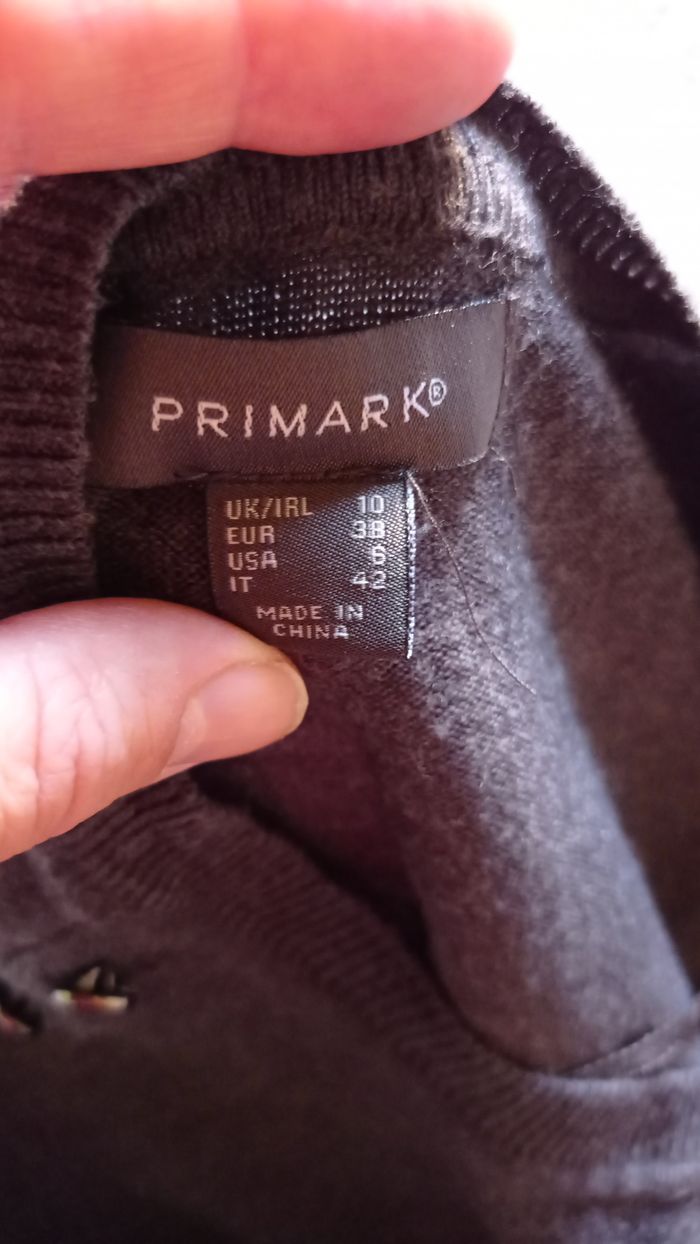 PRIMARK®
UK/IRL 10
EUR 38
USA 6
IT 42
MADE IN
CHINA